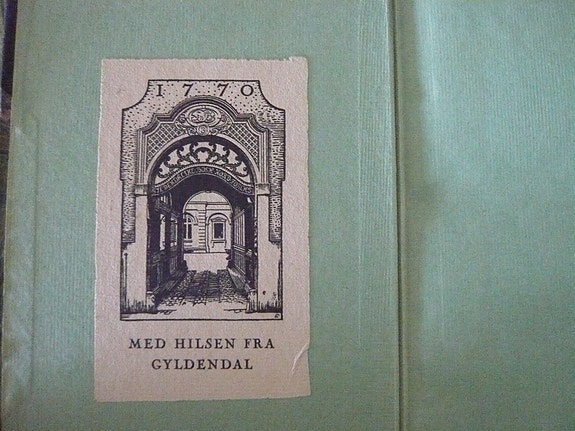 1770
MED HILSEN FRA
GYLDENDAL